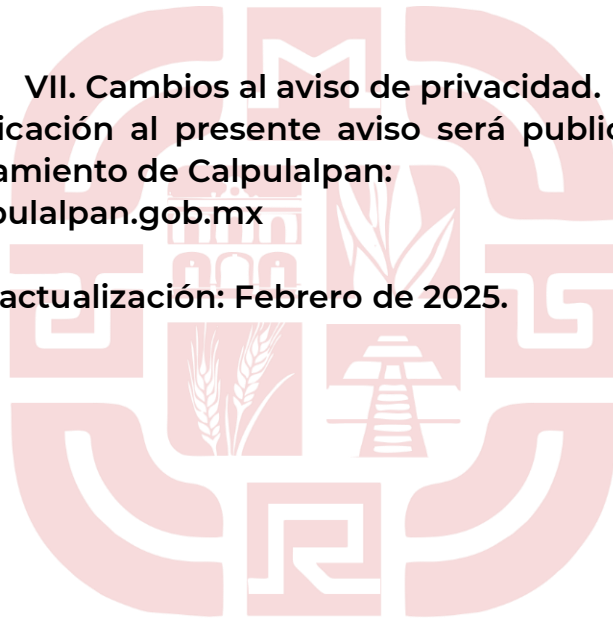 VII. Cambios al aviso de privacidad.
icación al presente aviso será public
amiento de Calpulalpan:
pulalpan.gob.mx
actualización: Febrero de 2025.